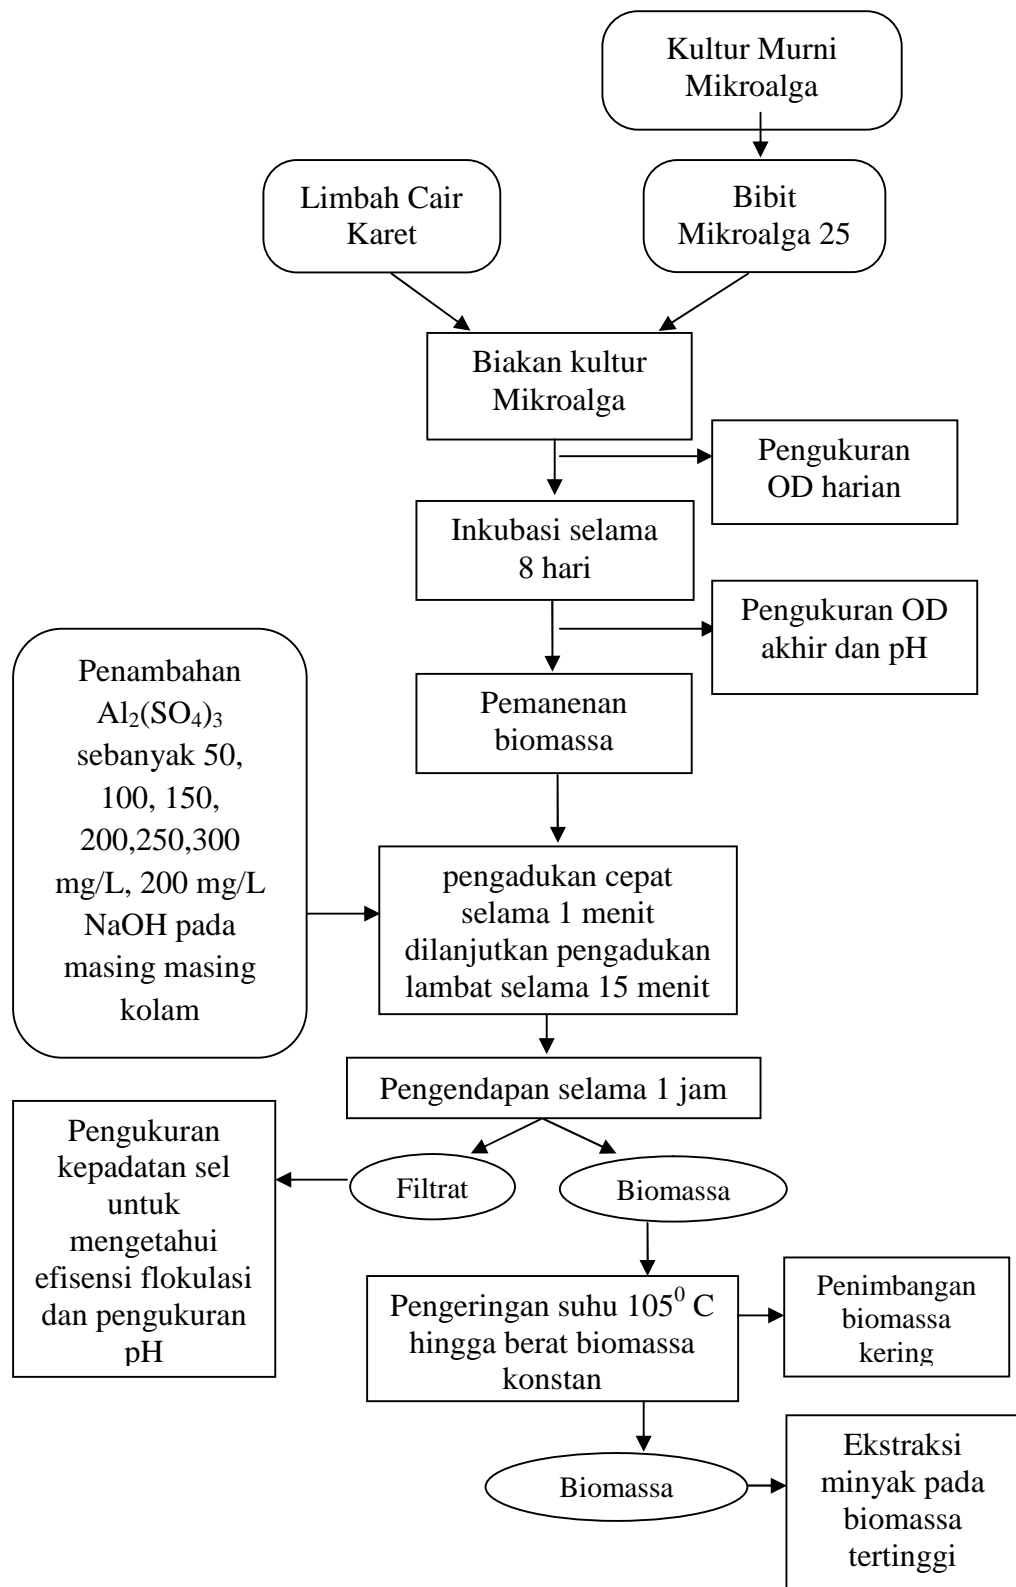 Kultur Murni
Mikroalga
Limbah Cair
Karet
Bibit
Mikroalga 25
Biakan kultur
Mikroalga
Pengukuran
OD harian
Inkubasi selama
8 hari
Pengukuran OD
akhir dan pH
Penambahan
Al₂(SO₄)₃
sebanyak 50,
100, 150,
200,250,300
mg/L, 200 mg/L
NaOH pada
masing masing
kolam
Pemanenan
biomassa
pengadukan cepat
selama 1 menit
dilanjutkan pengadukan
lambat selama 15 menit
Pengendapan selama 1 jam
Pengukuran
kepadatan sel
untuk
mengetahui
efisensi flokulasi
dan pengukuran
pH
Filtrat
Biomassa
Pengeringan suhu 105⁰ C
hingga berat biomassa
konstan
Penimbangan
biomassa
kering
Biomassa
Ekstraksi
minyak pada
biomassa
tertinggi